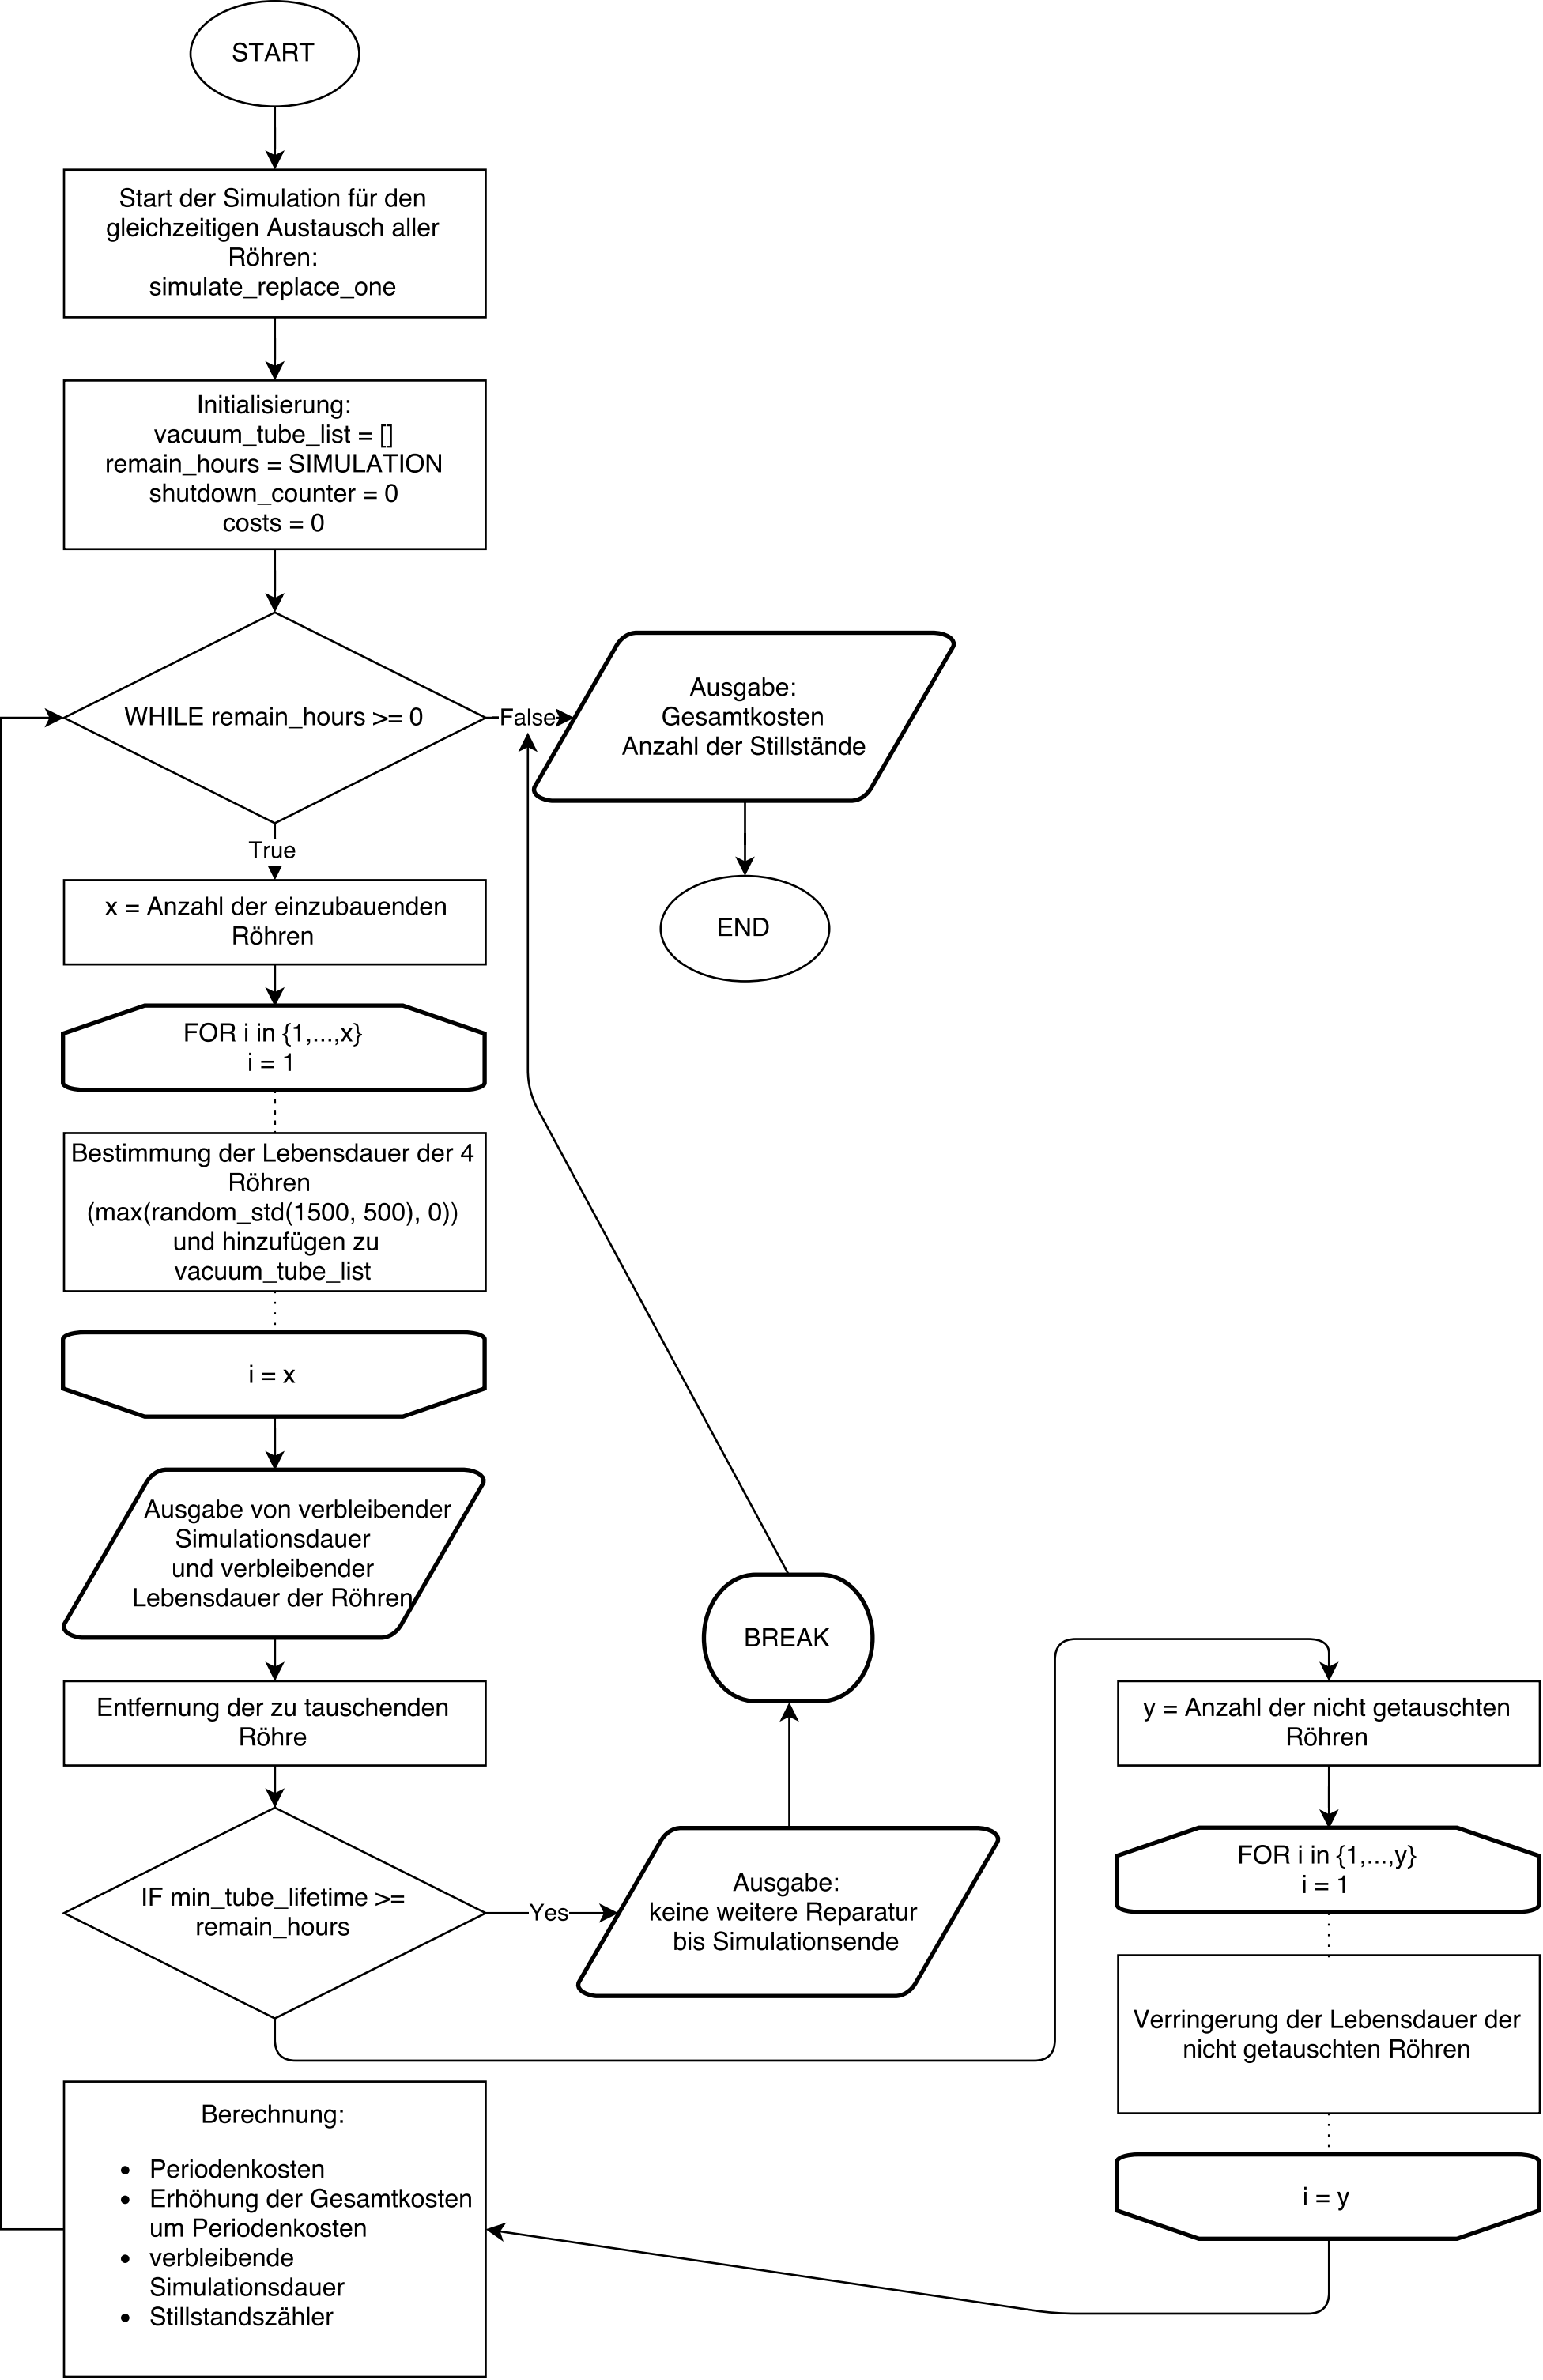 START
Start der Simulation für den
gleichzeitigen Austausch aller
Röhren:
simulate_replace_one
Initialisierung:
vacuum_tube_list = []
remain_hours = SIMULATION
shutdown_counter = 0
costs = 0
WHILE remain_hours >= 0
False
Ausgabe:
Gesamtkosten
Anzahl der Stillstände
END
True
x = Anzahl der einzubauenden
Röhren
FOR i in {1,...,x}
i = 1
Bestimmung der Lebensdauer der 4
Röhren
(max(random_std(1500, 500), 0))
und hinzufügen zu
vacuum_tube_list
i = x
Ausgabe von verbleibender
Simulationsdauer
und verbleibender
Lebensdauer der Röhren
Entfernung der zu tauschenden
Röhre
IF min_tube_lifetime >=
remain_hours
Yes
Ausgabe:
keine weitere Reparatur
bis Simulationsende
BREAK
y = Anzahl der nicht getauschten
Röhren
FOR i in {1,...,y}
i = 1
Verringerung der Lebensdauer der
nicht getauschten Röhren
i = y
Berechnung:
• Periodenkosten
• Erhöhung der Gesamtkosten
um Periodenkosten
• verbleibende
Simulationsdauer
• Stillstandszähler